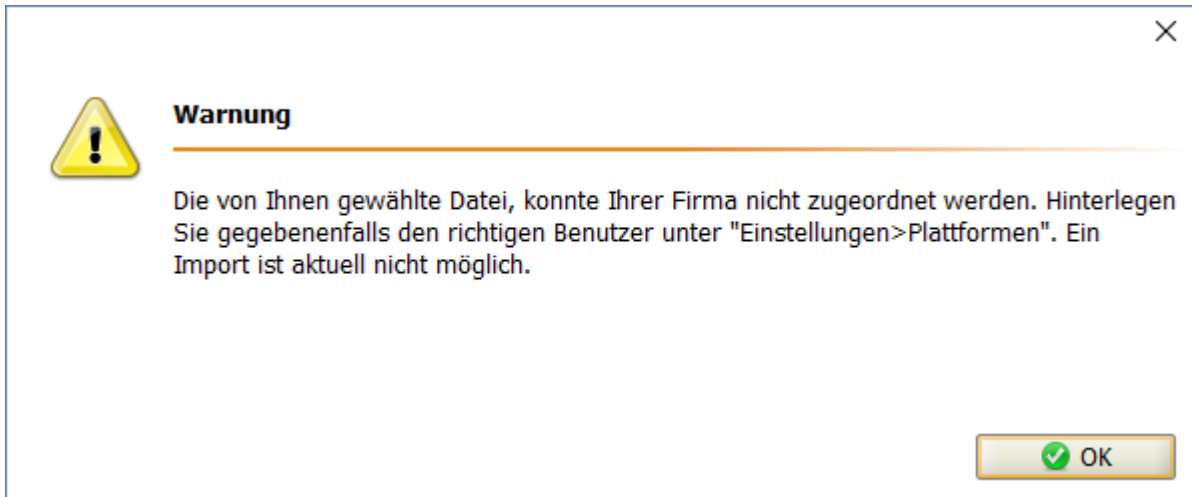 Warnung
Die von Ihnen gewählte Datei, konnte Ihrer Firma nicht zugeordnet werden. Hinterlegen
Sie gegebenenfalls den richtigen Benutzer unter "Einstellungen>Plattformen". Ein
Import ist aktuell nicht möglich.
OK